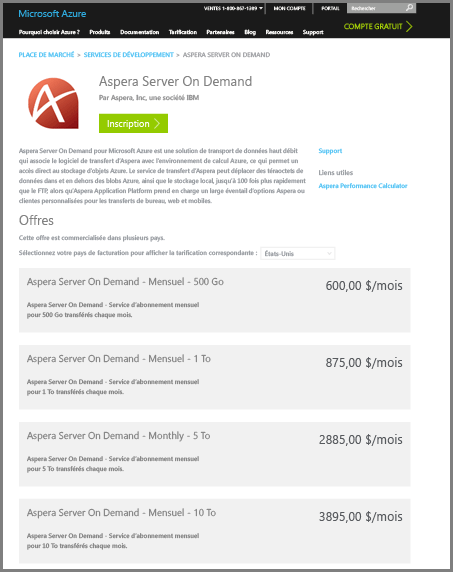 Microsoft Azure
VENTES 1-800-867-1389
MON COMPTE
PORTAIL
Rechercher
Pourquoi choisir Azure ? Produits Documentation Tarification Partenaires Blog Ressources Support
COMPTE GRATUIT
PLACE DE MARCHÉ > SERVICES DE DÉVELOPPEMENT > ASPERA SERVER ON DEMAND
Aspera Server On Demand
Par Aspera, Inc, une société IBM
Inscription
Aspera Server On Demand pour Microsoft Azure est une solution de transport de données haut débit
qui associe le logiciel de transfert d'Aspera avec l'environnement de calcul Azure, ce qui permet un
accès direct au stockage d'objets Azure. Le service de transfert d'Aspera peut déplacer des téraoctets de
données dans et en dehors des blobs Azure, ainsi que le stockage local, jusqu'à 100 fois plus rapidement
que le FTP, alors qu'Aspera Application Platform prend en charge un large éventail d'options Aspera ou
clientes personnalisées pour les transferts de bureau, web et mobiles.
Support
Liens utiles
Aspera Performance Calculator
Offres
Cette offre est commercialisée dans plusieurs pays.
Sélectionnez votre pays de facturation pour afficher la tarification correspondante : États-Unis
Aspera Server On Demand - Mensuel - 500 Go
600,00 $/mois
Aspera Server On Demand - Service d'abonnement mensuel
pour 500 Go transférés chaque mois.
Aspera Server On Demand - Mensuel - 1 To
875,00 $/mois
Aspera Server On Demand - Service d'abonnement mensuel
pour 1 To transférés chaque mois.
Aspera Server On Demand - Monthly - 5 To
2885,00 $/mois
Aspera Server On Demand - Service d'abonnement mensuel
pour 5 To transférés chaque mois.
Aspera Server On Demand - Mensuel - 10 To
3895,00 $/mois
Aspera Server On Demand - Service d'abonnement mensuel
pour 10 To transférés chaque mois.